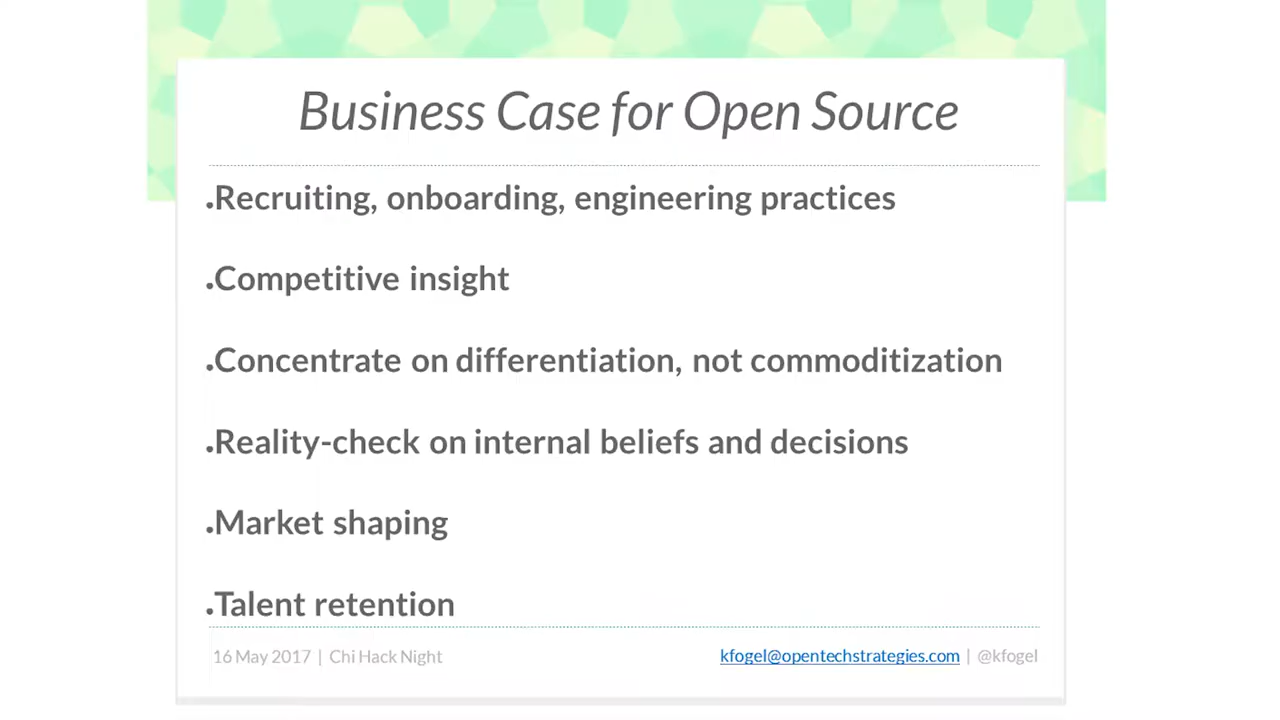 Business Case for Open Source
.Recruiting, onboarding, engineering practices
.Competitive insight
.Concentrate on differentiation, not commoditization
.Reality-check on internal beliefs and decisions
.Market shaping
.Talent retention
16 May 2017 | Chi Hack Night
kfogel@opentechstrategies.com | @kfogel